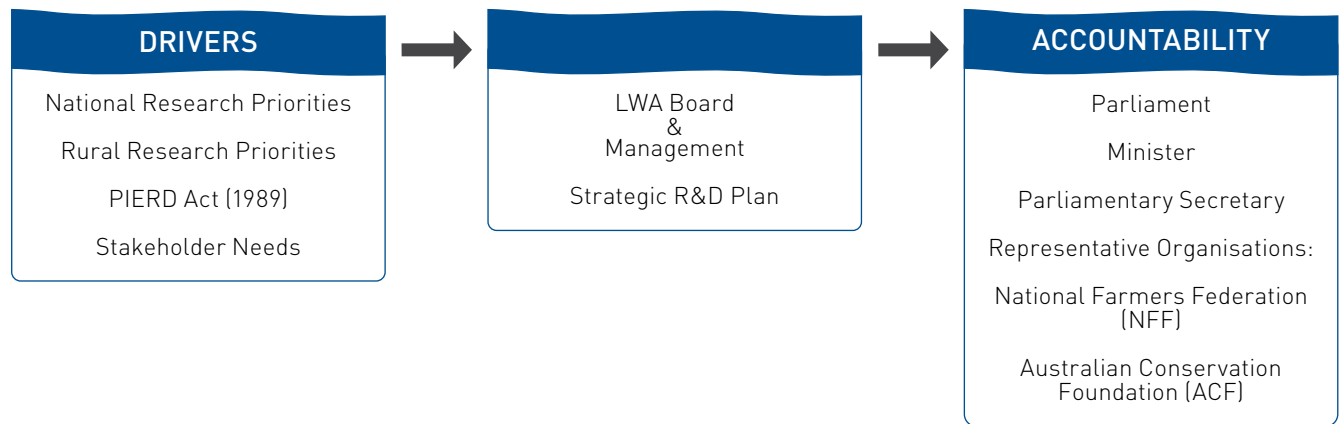 DRIVERS
National Research Priorities
Rural Research Priorities
PIERD Act (1989)
Stakeholder Needs
LWA Board
&
Management
Strategic R&D Plan
ACCOUNTABILITY
Parliament
Minister
Parliamentary Secretary
Representative Organisations:
National Farmers Federation
(NFF)
Australian Conservation
Foundation (ACF)